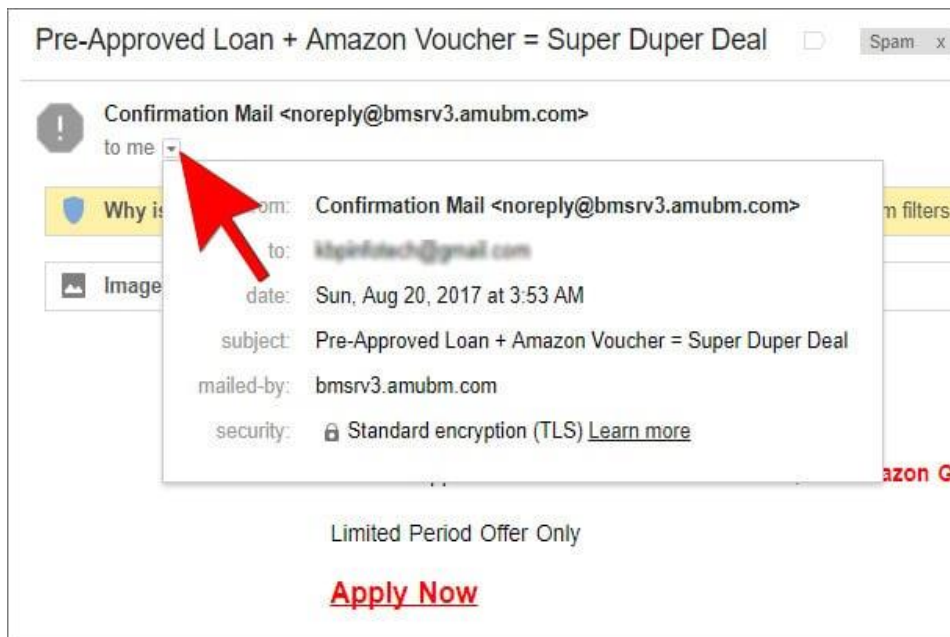 Pre-Approved Loan + Amazon Voucher = Super Duper Deal Spam x
Confirmation Mail <noreply@bmsrv3.amubm.com>
to me
Why is
m filters
from: Confirmation Mail <noreply@bmsrv3.amubm.com>
to:
date: Sun, Aug 20, 2017 at 3:53 AM
subject: Pre-Approved Loan + Amazon Voucher = Super Duper Deal
mailed-by: bmsrv3.amubm.com
security: Standard encryption (TLS) Learn more
Image
azon G
Limited Period Offer Only
Apply Now